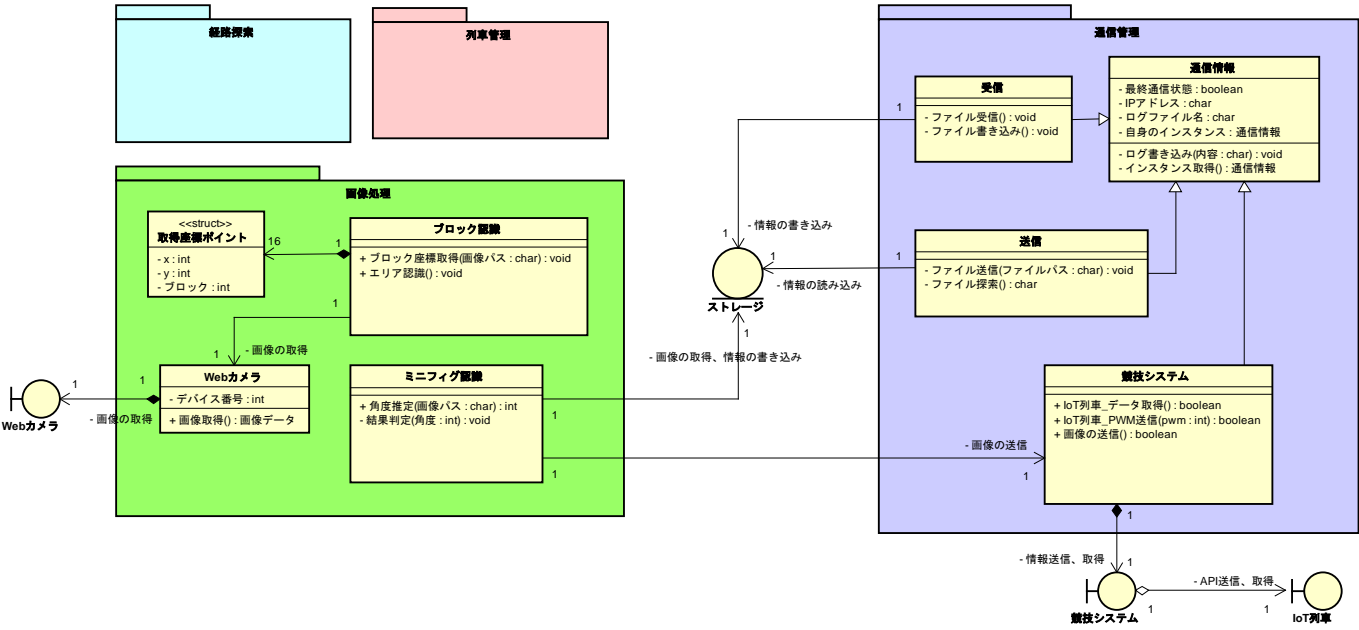 経路探索
列車管理
通信管理
通信情報
- 最終通信状態 : boolean
- IPアドレス : char
- ログファイル名 : char
- 自身のインスタンス : 通信情報
- ログ書き込み(内容 : char) : void
- インスタンス取得() : 通信情報
受信
- ファイル受信() : void
- ファイル書き込み() : void
1
- 情報の書き込み
1
画像処理
<<struct>>
取得座標ポイント
- x : int
- y : int
- ブロック : int
16
1
ブロック認識
+ ブロック座標取得(画像パス : char) : void
+ エリア認識() : void
1
1
- 画像の取得
送信
- ファイル送信(ファイルパス : char) : void
- ファイル探索() : char
1
1
- 情報の読み込み
ストレージ
1
- 画像の取得、情報の書き込み
Webカメラ
- デバイス番号 : int
+ 画像取得() : 画像データ
1
1
- 画像の取得
Webカメラ
ミニフィグ認識
+ 角度推定(画像パス : char) : int
- 結果判定(角度 : int) : void
1
1
- 画像の送信
1
競技システム
+ IoT列車_データ取得() : boolean
+ IoT列車_PWM送信(pwm : int) : boolean
+ 画像の送信() : boolean
1
- 情報送信、取得
1
競技システム
1
- API送信、取得
1
IoT列車